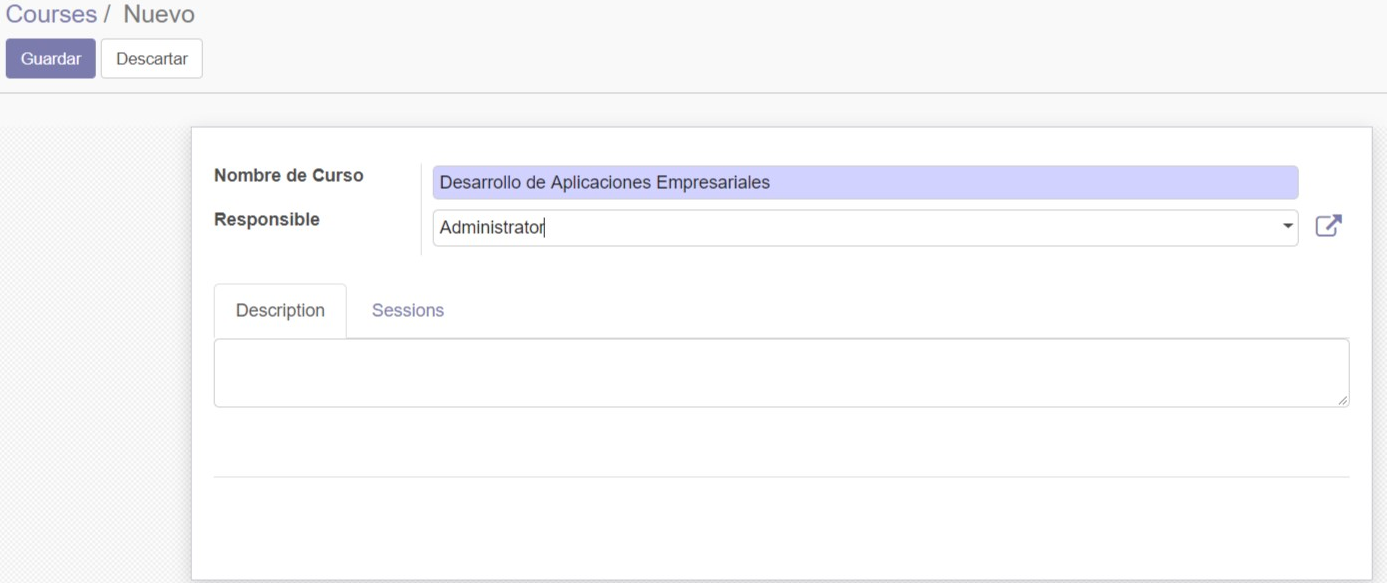 Courses / Nuevo
Guardar Descartar
Nombre de Curso Desarrollo de Aplicaciones Empresariales
Responsible Administrator
Description Sessions